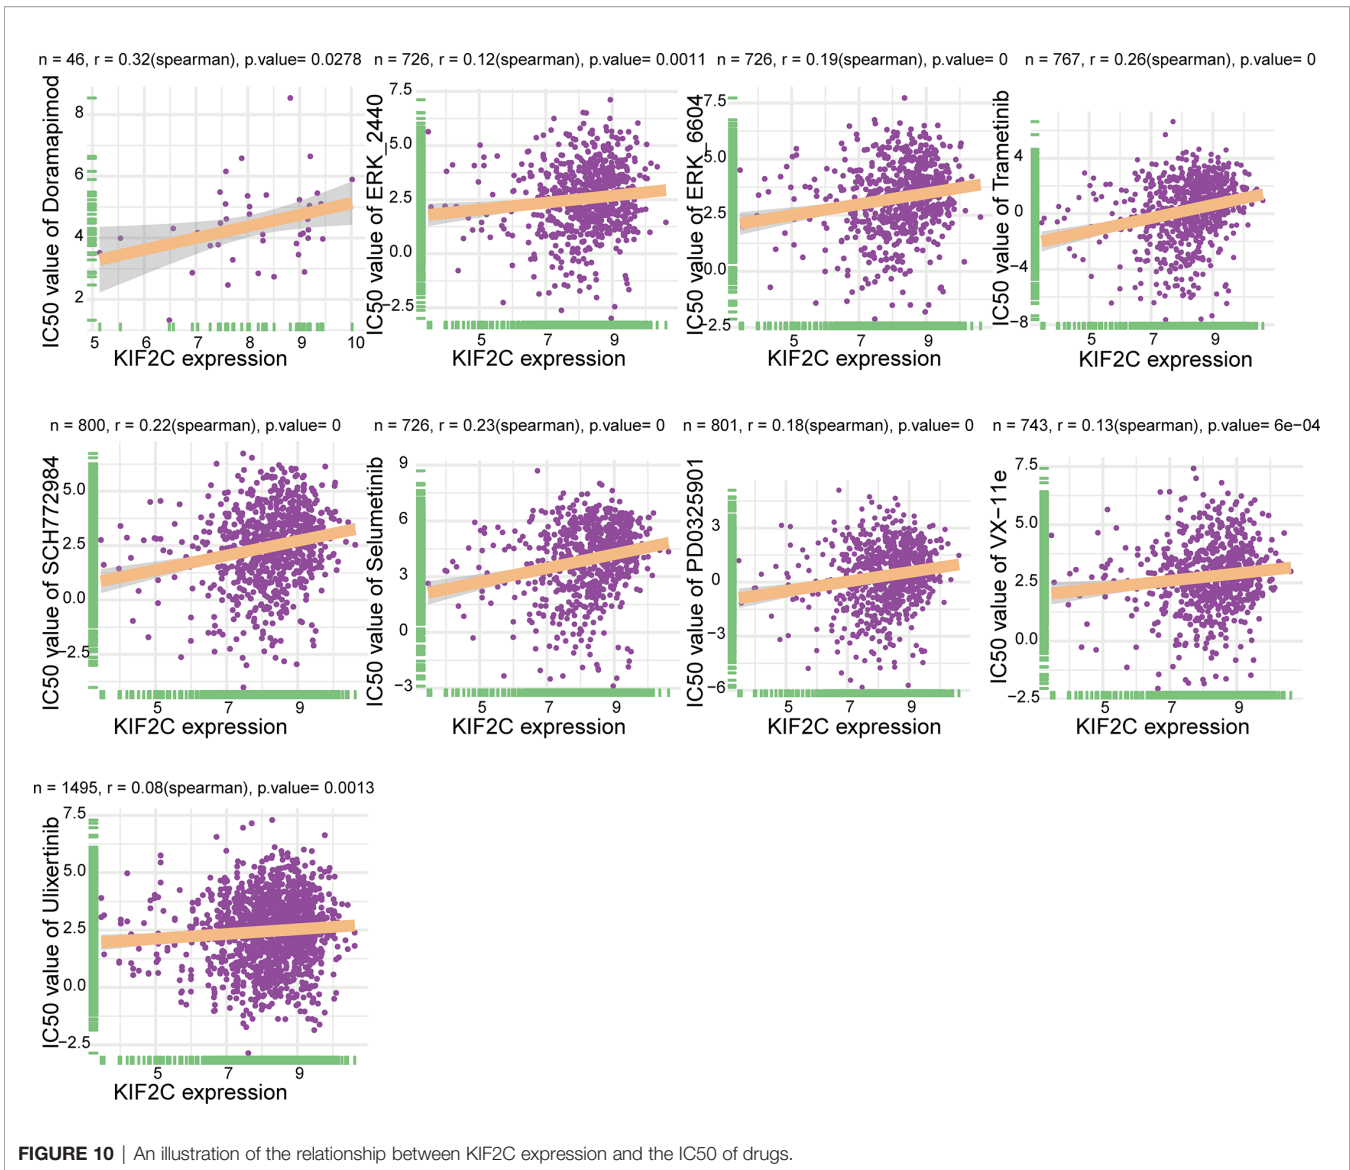 n = 46, r = 0.32(spearman), p.value= 0.0278
n = 726, r = 0.12(spearman), p.value= 0.0011
n = 726, r = 0.19(spearman), p.value= 0
n = 767, r = 0.26(spearman), p.value= 0
IC50 value of Doramapimod
8
6
4
2
5 6 7 8 9 10
KIF2C expression
IC50 value of ERK_2440
7.5
5.0
2.5
0.0
−2.5
5 7 9
KIF2C expression
IC50 value of ERK_6604
7.5
5.0
2.5
0.0
−2.5
5 7 9
KIF2C expression
IC50 value of Trametinib
4
0
−4
−8
5 7 9
KIF2C expression
n = 800, r = 0.22(spearman), p.value= 0
n = 726, r = 0.23(spearman), p.value= 0
n = 801, r = 0.18(spearman), p.value= 0
n = 743, r = 0.13(spearman), p.value= 6e−04
IC50 value of SCH772984
5.0
2.5
0.0
−2.5
5 7 9
KIF2C expression
IC50 value of Selumetinib
9
6
3
0
−3
5 7 9
KIF2C expression
IC50 value of PD0325901
3
0
−3
−6
5 7 9
KIF2C expression
IC50 value of VX−11e
7.5
5.0
2.5
0.0
−2.5
5 7 9
KIF2C expression
n = 1495, r = 0.08(spearman), p.value= 0.0013
IC50 value of Ulixertinib
7.5
5.0
2.5
0.0
−2.5
5 7 9
KIF2C expression
FIGURE 10 | An illustration of the relationship between KIF2C expression and the IC50 of drugs.